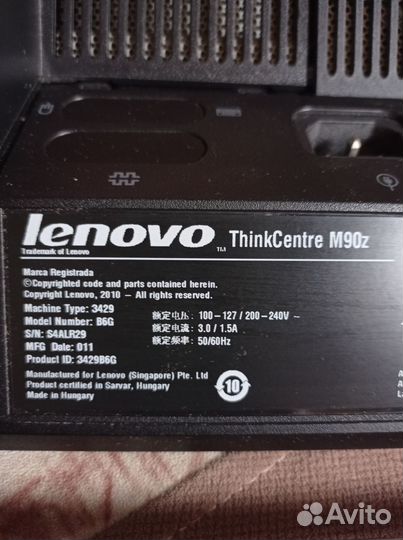 lenovo™ ThinkCentre M90z
Trademark of Lenovo
Marca Registrada
©Copyrighted code and parts contained herein.
Copyright Lenovo, 2010 – All rights reserved.
Machine Type: 3429
Model Number: B6G
S/N: S4ALR29
MFG Date: 011
Product ID: 3429B6G
额定电压: 100-127 / 200-240V ~
额定电流: 3.0 / 1.5A
额定频率: 50/60Hz
Manufactured for Lenovo (Singapore) Pte. Ltd
Product certified in Sarvar, Hungary
Made in Hungary
10
Avito